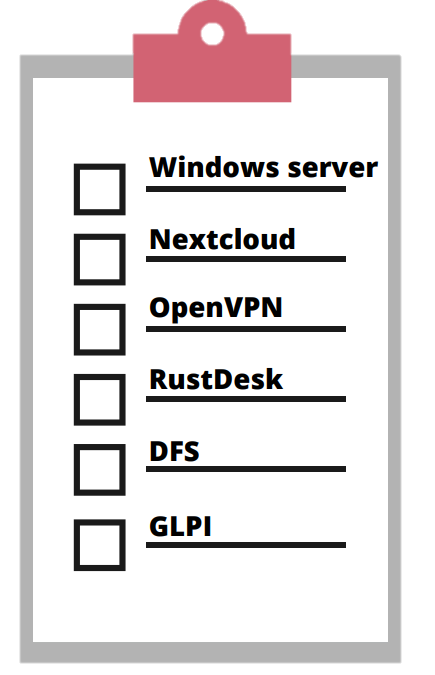 Windows server
Nextcloud
OpenVPN
RustDesk
DFS
GLPI